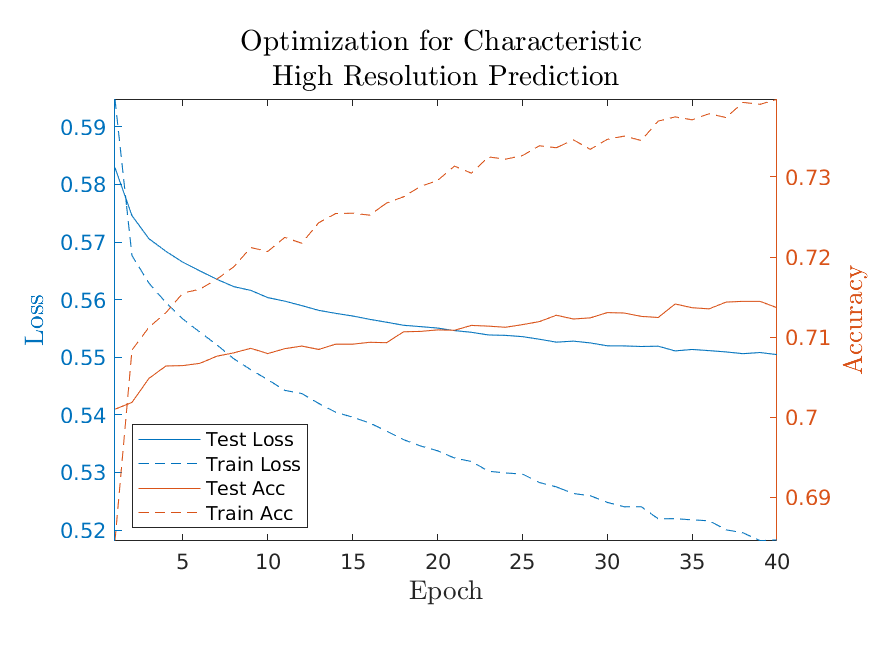 Optimization for Characteristic
High Resolution Prediction
0.59
0.58
0.57
0.56
0.55
0.54
0.53
0.52
Loss
0.73
0.72
0.71
0.7
0.69
Accuracy
Test Loss
Train Loss
Test Acc
Train Acc
5 10 15 20 25 30 35 40
Epoch